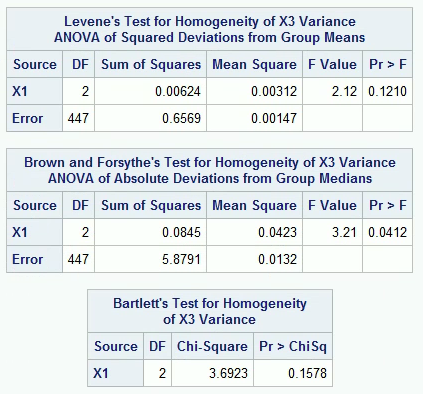 Levene's Test for Homogeneity of X3 Variance
ANOVA of Squared Deviations from Group Means
Source DF Sum of Squares Mean Square F Value Pr > F
X1 2 0.00624 0.00312 2.12 0.1210
Error 447 0.6569 0.00147
Brown and Forsythe's Test for Homogeneity of X3 Variance
ANOVA of Absolute Deviations from Group Medians
Source DF Sum of Squares Mean Square F Value Pr > F
X1 2 0.0845 0.0423 3.21 0.0412
Error 447 5.8791 0.0132
Bartlett's Test for Homogeneity
of X3 Variance
Source DF Chi-Square Pr > ChiSq
X1 2 3.6923 0.1578